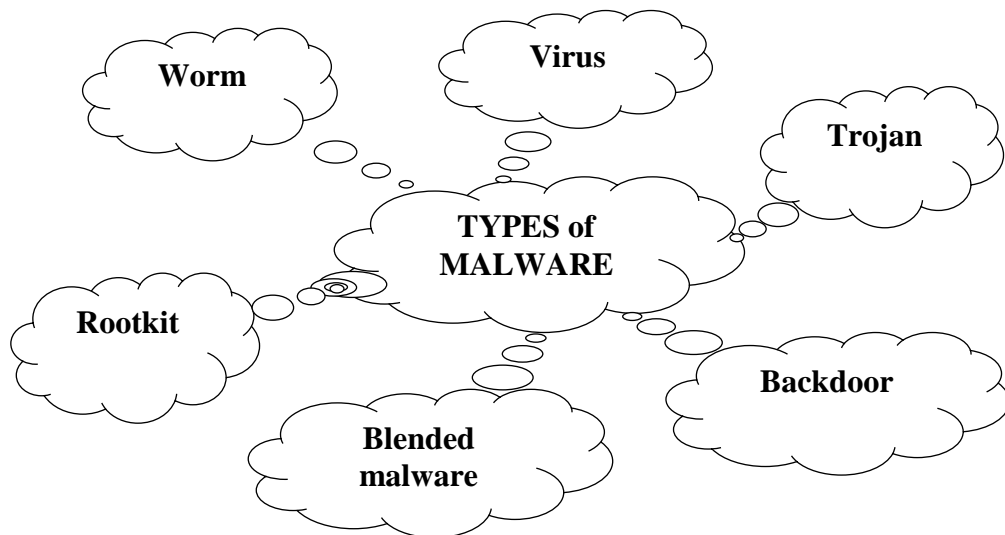 Worm
Virus
Trojan
TYPES of
MALWARE
Rootkit
Backdoor
Blended
malware